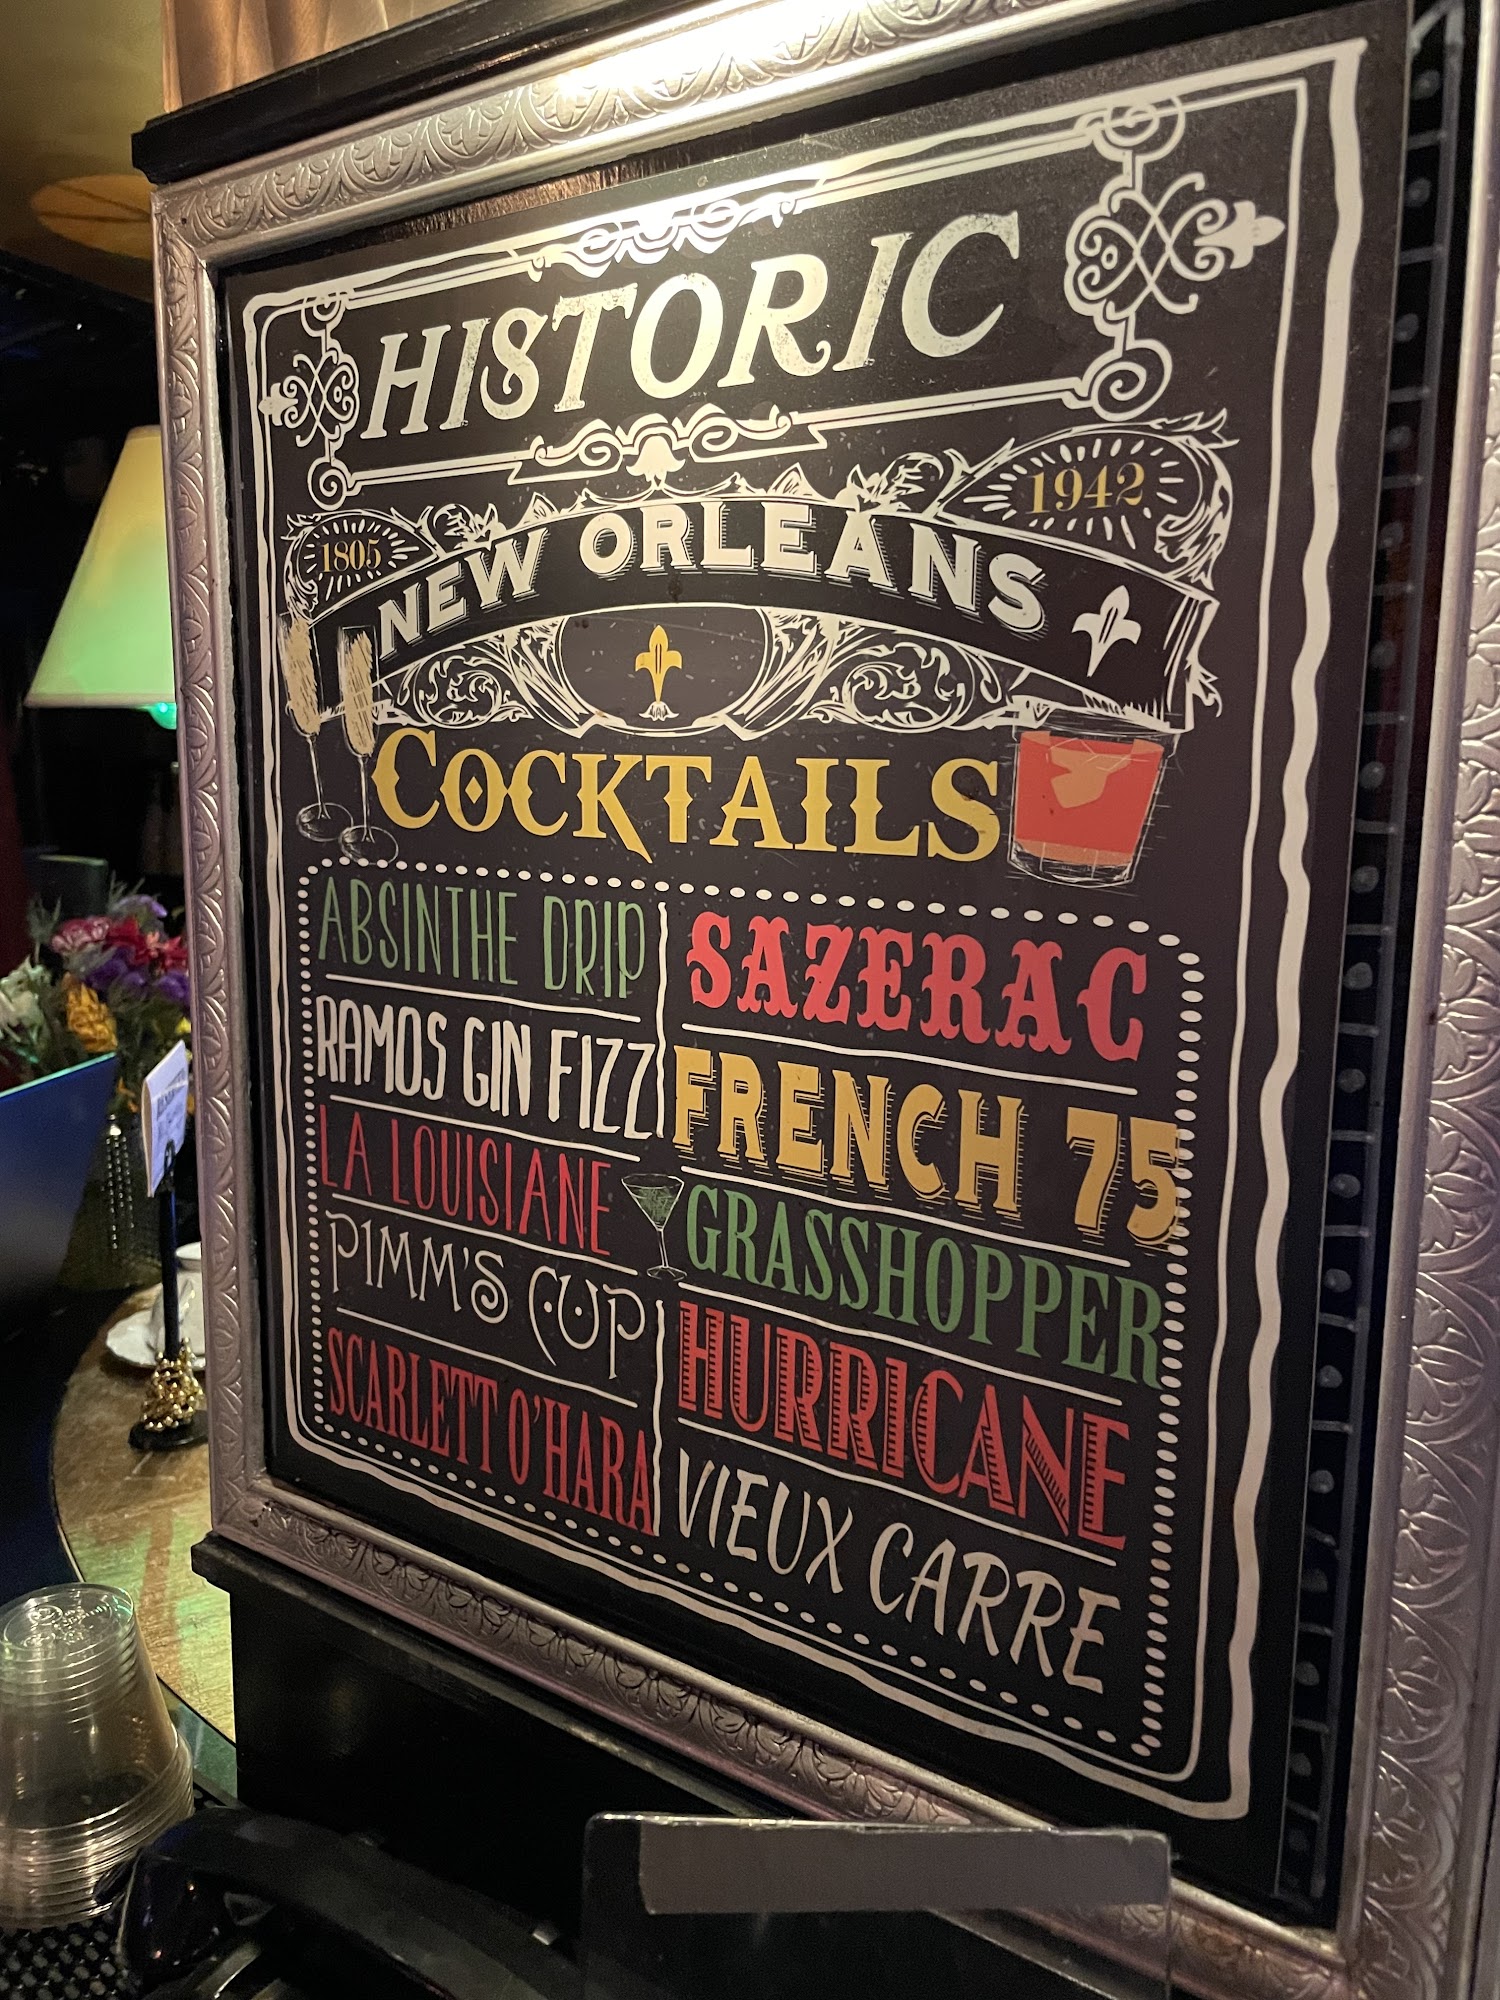 HISTORIC
1805
1942
NEW ORLEANS
COCKTAILS
ABSINTHE DRIP
RAMOS GIN FIZZ
LA LOUISIANE
PIMM'S CUP
SCARLETT O'HARA
SAZERAC
FRENCH 75
GRASSHOPPER
HURRICANE
VIEUX CARRE